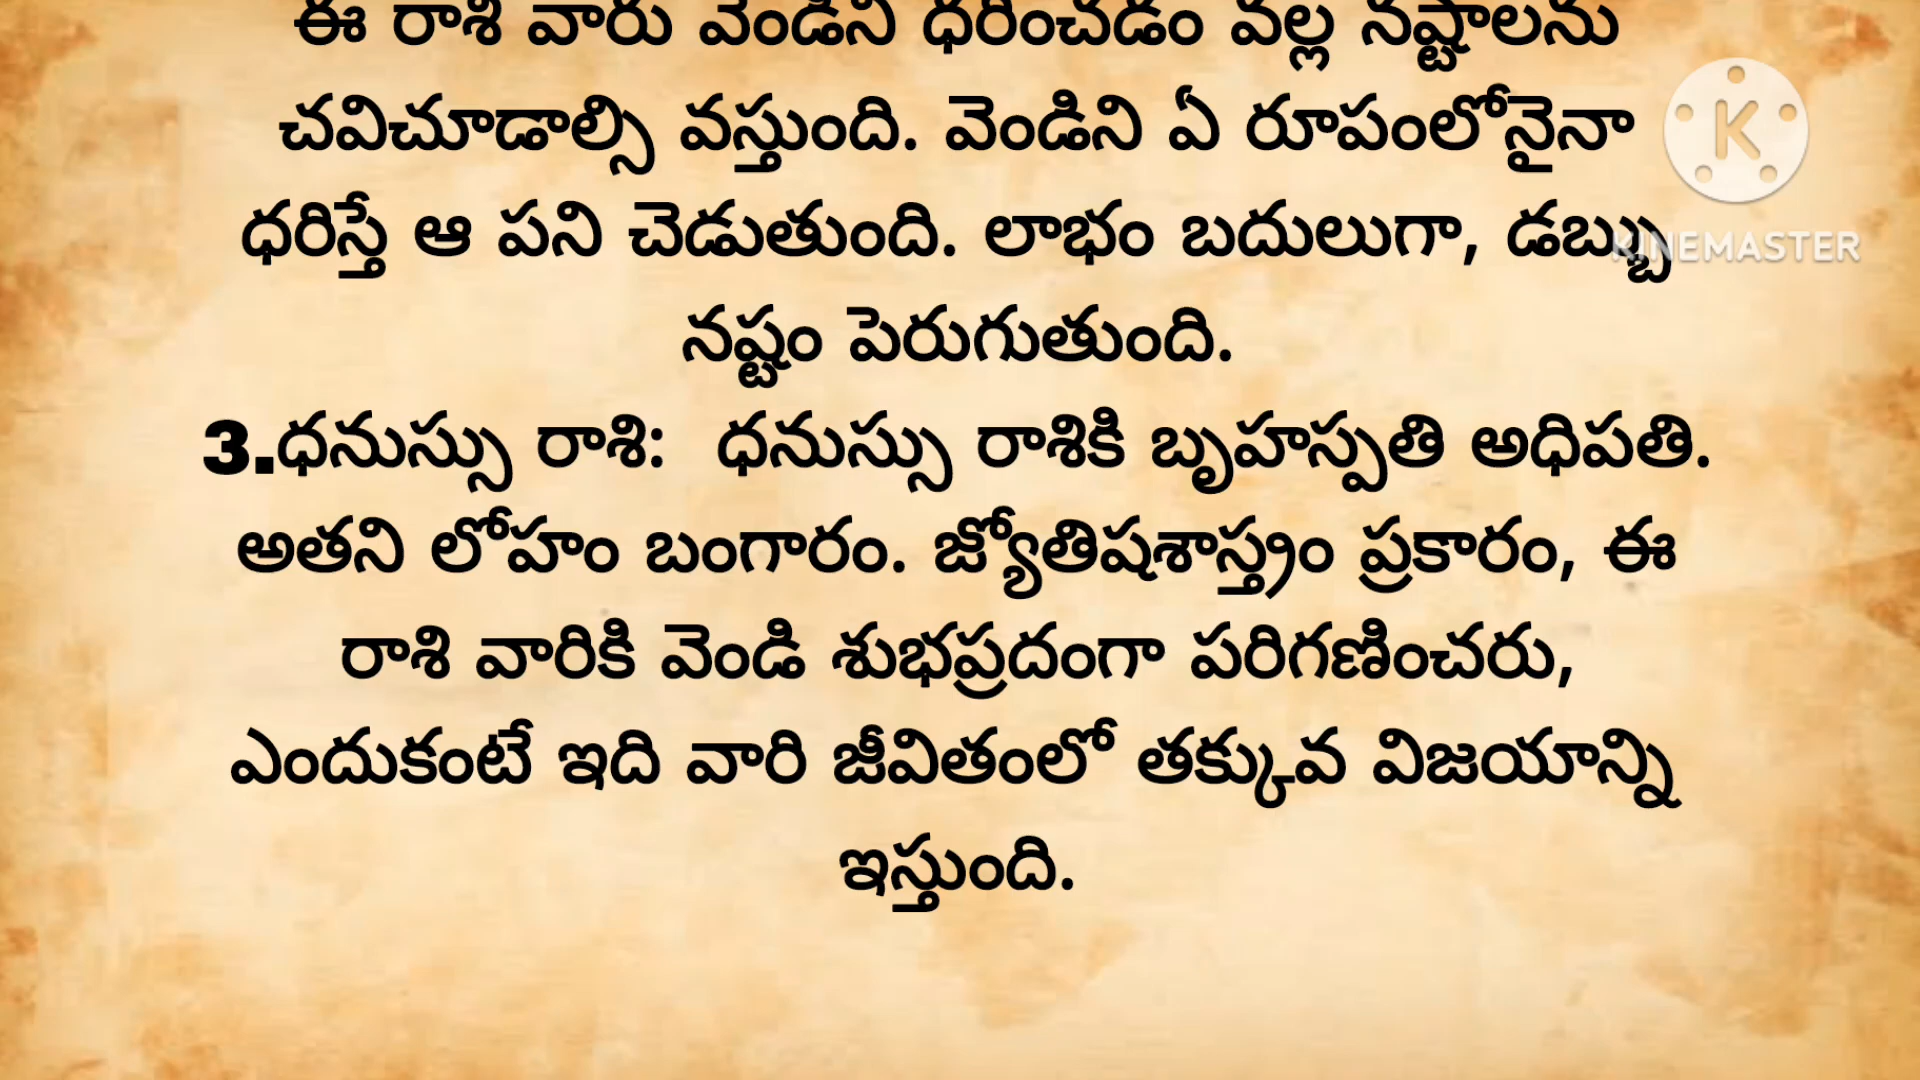 ఈ రాశి వారు వెండిని ధరించడం వల్ల నష్టాలను
చవిచూడాల్సి వస్తుంది. వెండిని ఏ రూపంలోనైనా
ధరిస్తే ఆ పని చెడుతుంది. లాభం బదులుగా, డబ్బు
నష్టం పెరుగుతుంది.
3.ధనుస్సు రాశి:  ధనుస్సు రాశికి బృహస్పతి అధిపతి.
అతని లోహం బంగారం. జ్యోతిషశాస్త్రం ప్రకారం, ఈ
రాశి వారికి వెండి శుభప్రదంగా పరిగణించరు,
ఎందుకంటే ఇది వారి జీవితంలో తక్కువ విజయాన్ని
ఇస్తుంది.
K
KINEMASTER